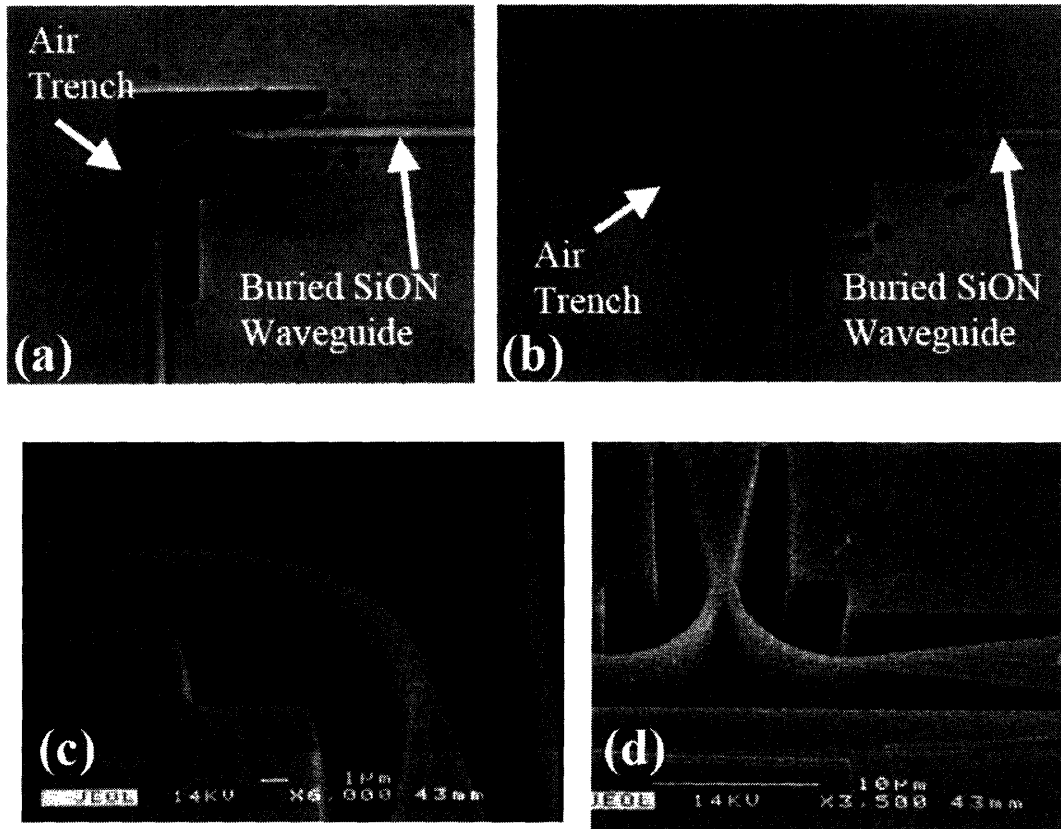 Air
Trench
Buried SiON
Waveguide
(a)
Air
Trench
Buried SiON
Waveguide
(b)
(c)
1μm
JEOL 14KV X6,000 43mm
(d)
10μm
JEOL 14KV X3,500 43mm